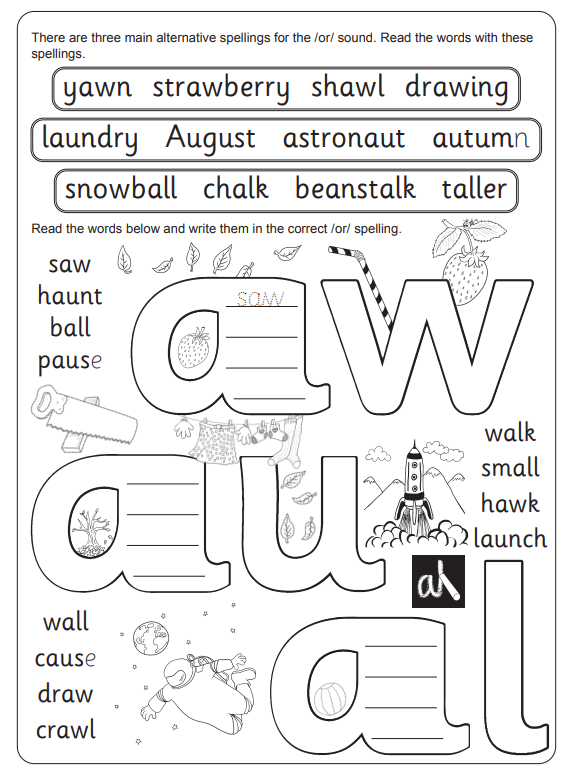 There are three main alternative spellings for the /or/ sound. Read the words with these
spellings.
yawn strawberry shawl drawing
laundry August astronaut autumn
snowball chalk beanstalk taller
Read the words below and write them in the correct /or/ spelling.
saw
haunt
ball
pause
aw
saw
walk
small
hawk
launch
au
al
wall
cause
draw
crawl
al